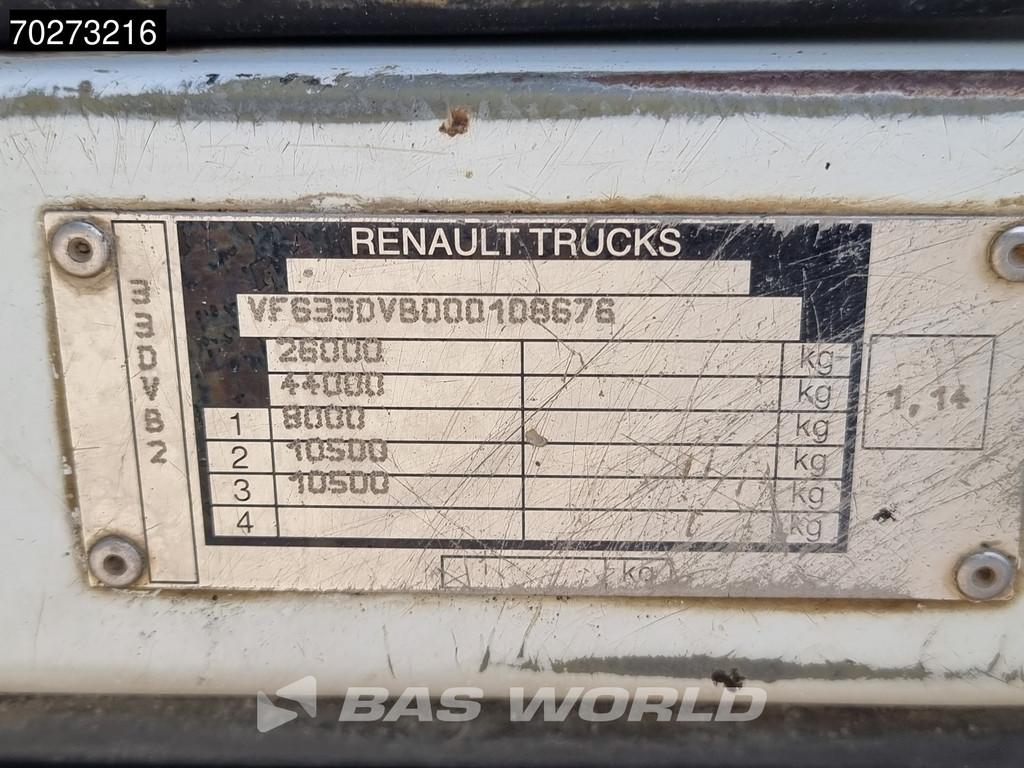 70273216
RENAULT TRUCKS
VF633DVB000108676
26000 kg
44000 kg
1 8000 kg
2 10500 kg
3 10500 kg
4 kg
kg
33DVB2
1,14
BAS WORLD